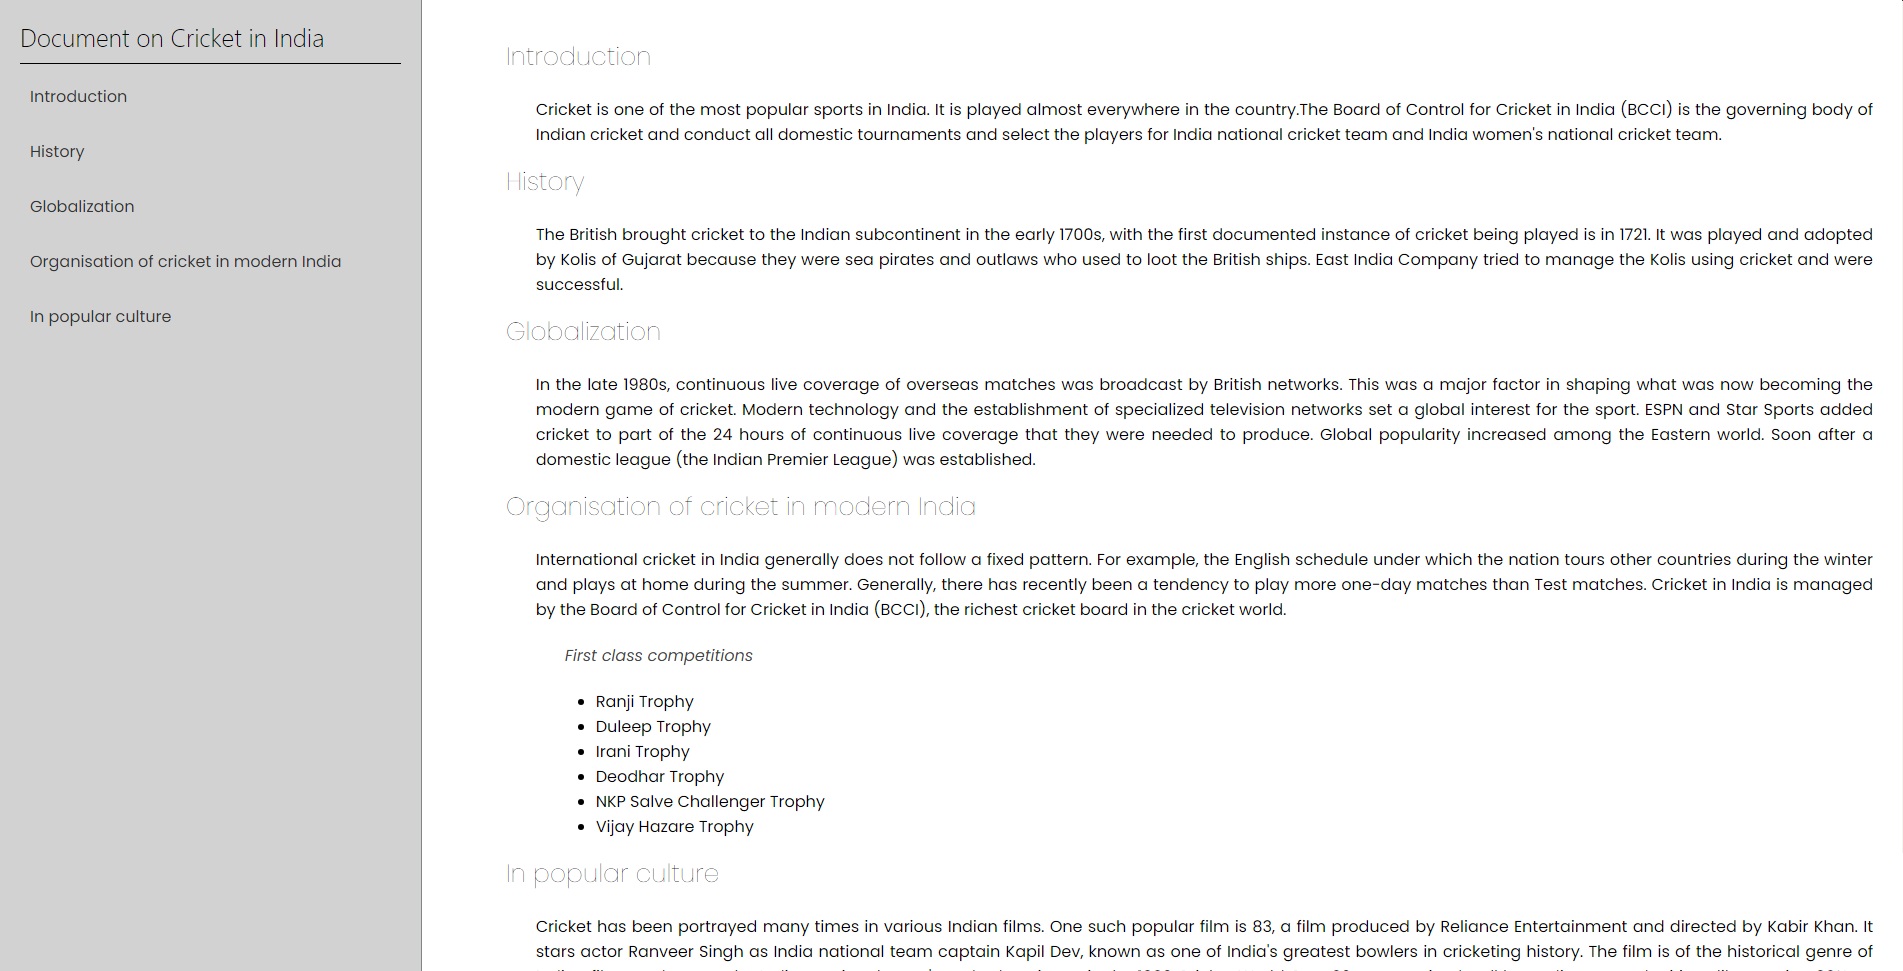 Document on Cricket in India
Introduction
History
Globalization
Organisation of cricket in modern India
In popular culture
Introduction
Cricket is one of the most popular sports in India. It is played almost everywhere in the country.The Board of Control for Cricket in India (BCCI) is the governing body of
Indian cricket and conduct all domestic tournaments and select the players for India national cricket team and India women's national cricket team.
History
The British brought cricket to the Indian subcontinent in the early 1700s, with the first documented instance of cricket being played is in 1721. It was played and adopted
by Kolis of Gujarat because they were sea pirates and outlaws who used to loot the British ships. East India Company tried to manage the Kolis using cricket and were
successful.
Globalization
In the late 1980s, continuous live coverage of overseas matches was broadcast by British networks. This was a major factor in shaping what was now becoming the
modern game of cricket. Modern technology and the establishment of specialized television networks set a global interest for the sport. ESPN and Star Sports added
cricket to part of the 24 hours of continuous live coverage that they were needed to produce. Global popularity increased among the Eastern world. Soon after a
domestic league (the Indian Premier League) was established.
Organisation of cricket in modern India
International cricket in India generally does not follow a fixed pattern. For example, the English schedule under which the nation tours other countries during the winter
and plays at home during the summer. Generally, there has recently been a tendency to play more one-day matches than Test matches. Cricket in India is managed
by the Board of Control for Cricket in India (BCCI), the richest cricket board in the cricket world.
First class competitions
Ranji Trophy
Duleep Trophy
Irani Trophy
Deodhar Trophy
NKP Salve Challenger Trophy
Vijay Hazare Trophy
In popular culture
Cricket has been portrayed many times in various Indian films. One such popular film is 83, a film produced by Reliance Entertainment and directed by Kabir Khan. It
stars actor Ranveer Singh as India national team captain Kapil Dev, known as one of India's greatest bowlers in cricketing history. The film is of the historical genre of